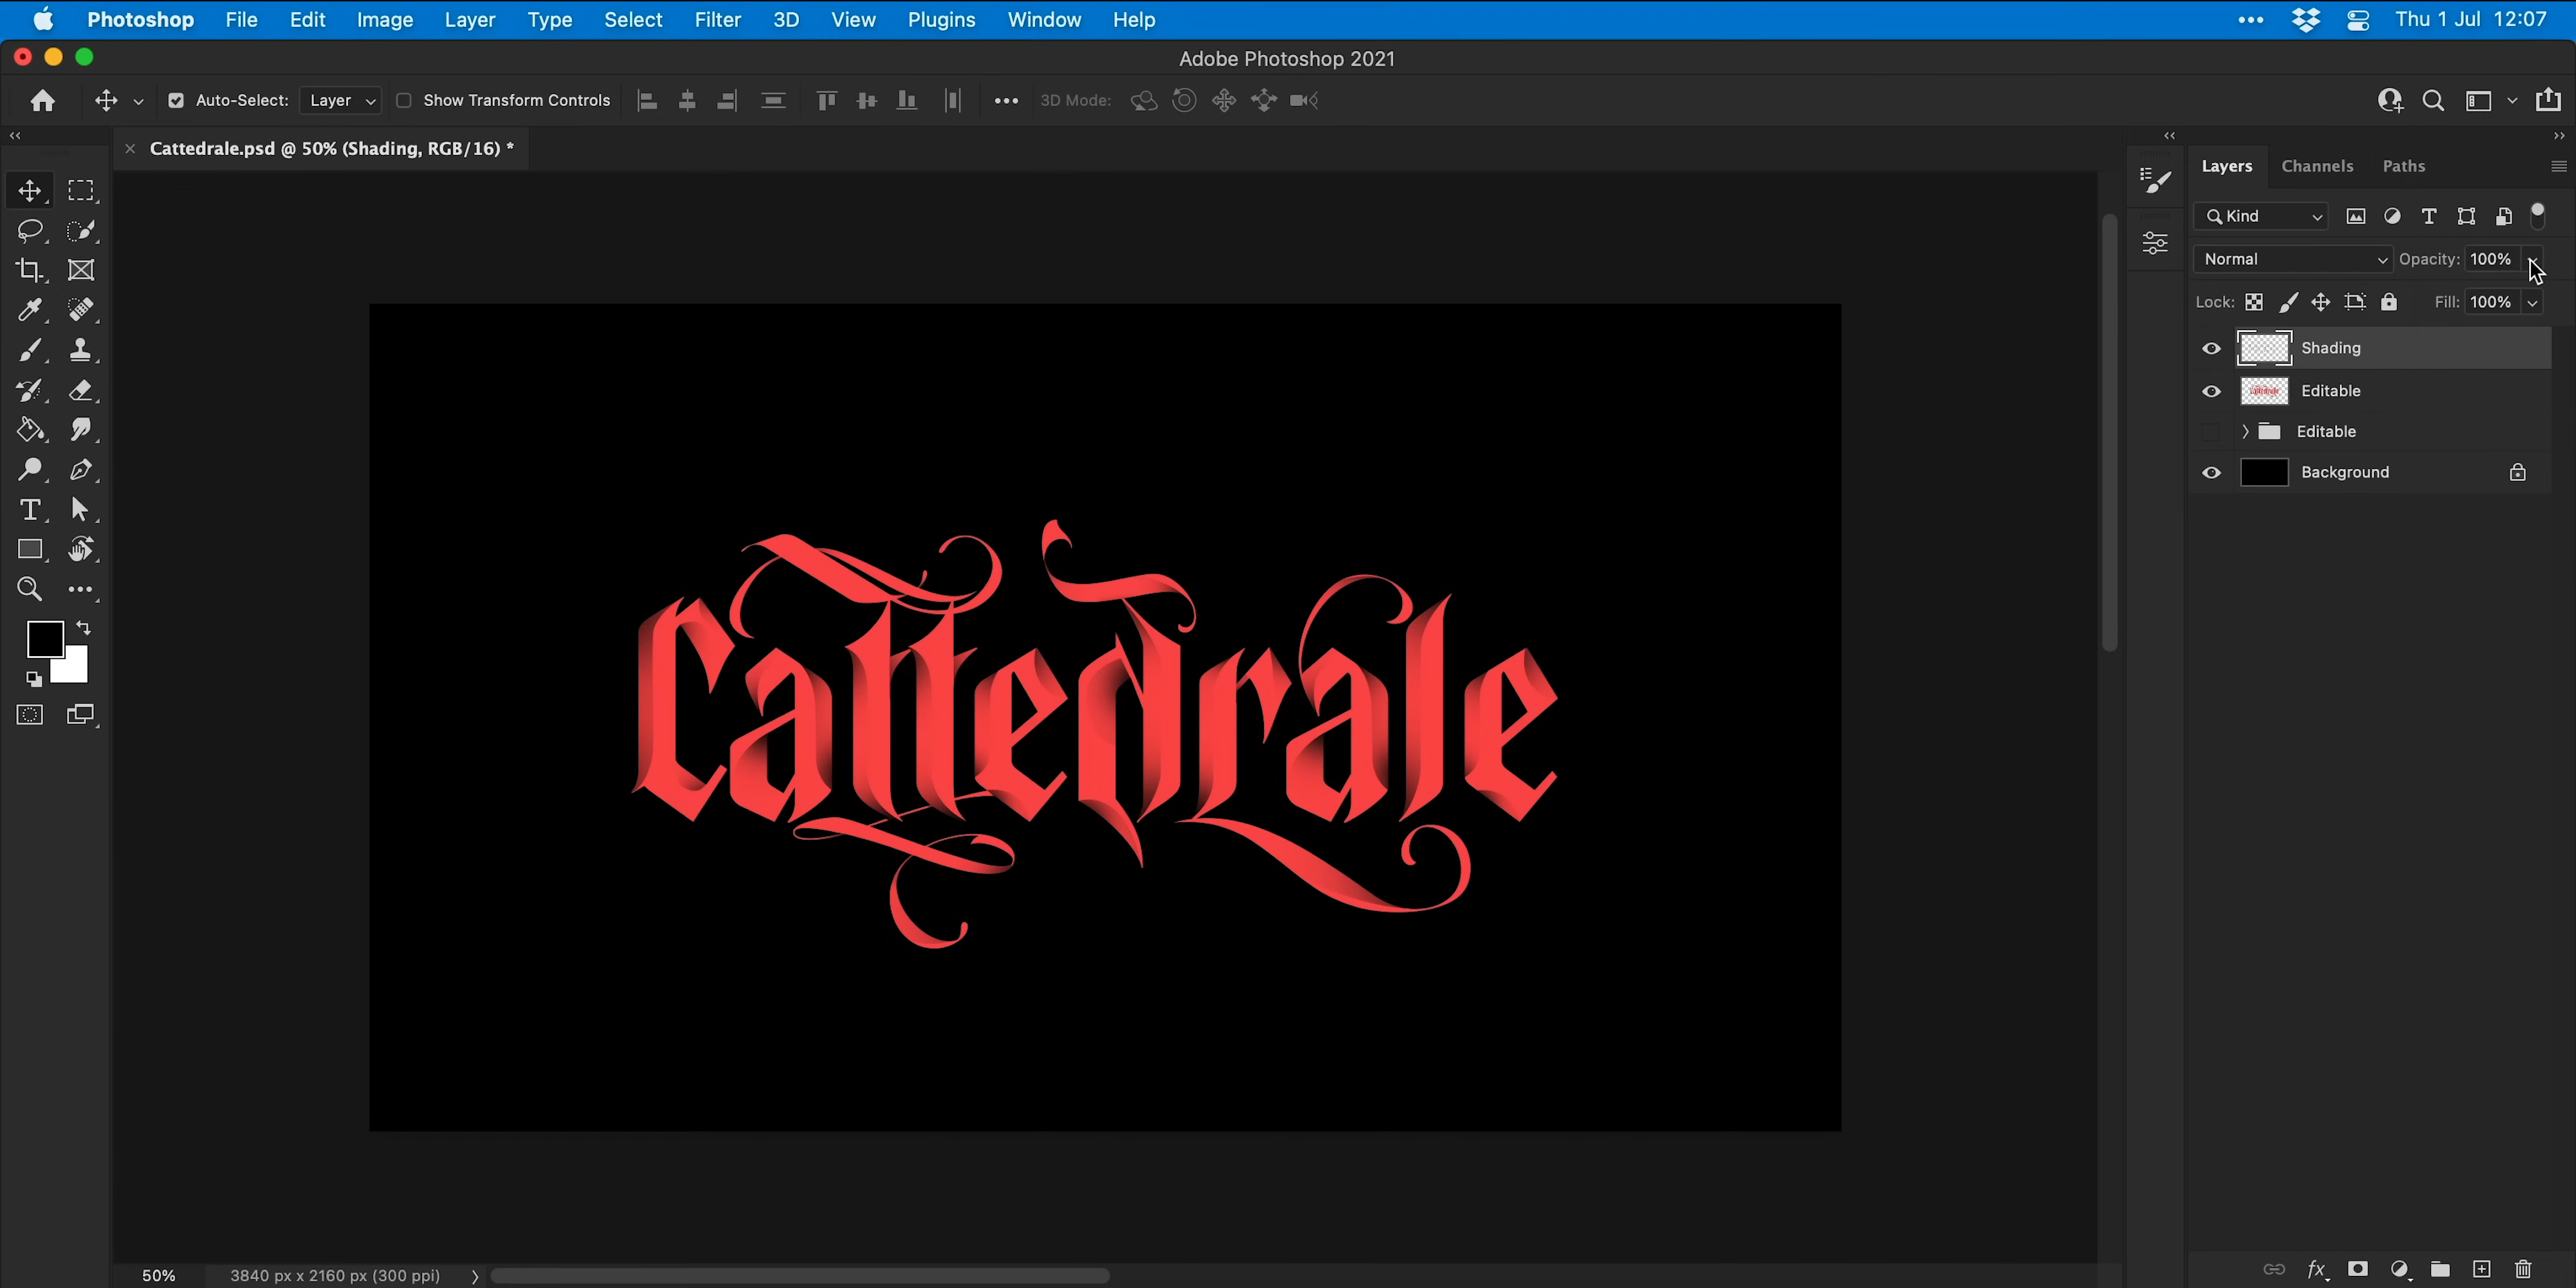 Photoshop File Edit Image Layer Type Select Filter 3D View Plugins Window Help Thu 1 Jul 12:07
Adobe Photoshop 2021
Auto-Select: Layer Show Transform Controls 3D Mode:
Cattedrale.psd @ 50% (Shading, RGB/16) *
Layers Channels Paths
Kind
Normal Opacity: 100%
Lock: Fill: 100%
Shading
Editable
Editable
Background
Cattedrale
50% 3840 px x 2160 px (300 ppi)
fx